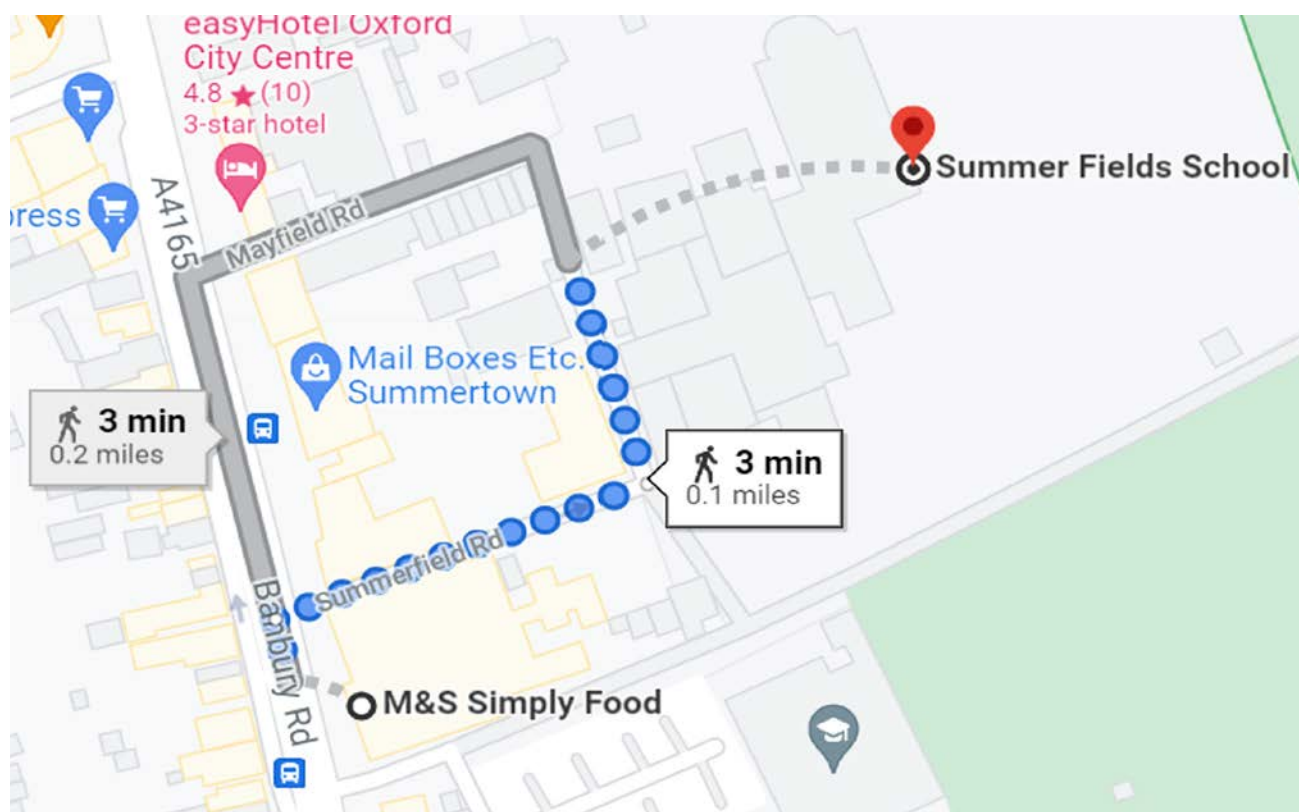 easyHotel Oxford
City Centre
4.8 ★ (10)
3-star hotel
Summer Fields School
A4165
press
Mayfield Rd
Mail Boxes Etc.
Summertown
3 min
0.2 miles
3 min
0.1 miles
Summerfield Rd
Banbury Rd
M&S Simply Food